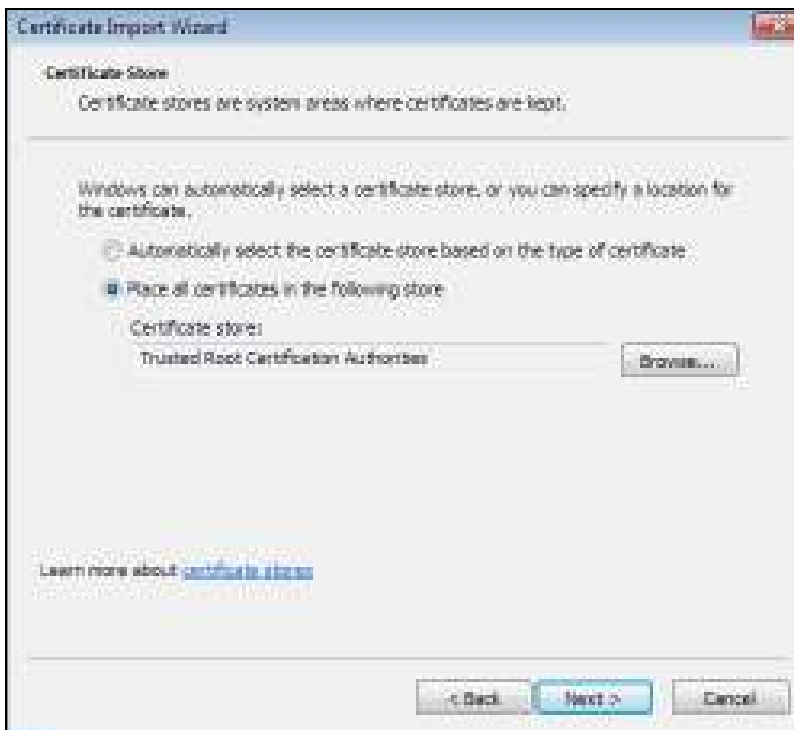 Certificate Import Wizard
Certificate Store
Certificate stores are system areas where certificates are kept.
Windows can automatically select a certificate store, or you can specify a location for
the certificate.
Automatically select the certificate store based on the type of certificate
Place all certificates in the following store
Certificate store:
Trusted Root Certification Authorities
Browse...
Learn more about certificate stores
< Back
Next >
Cancel